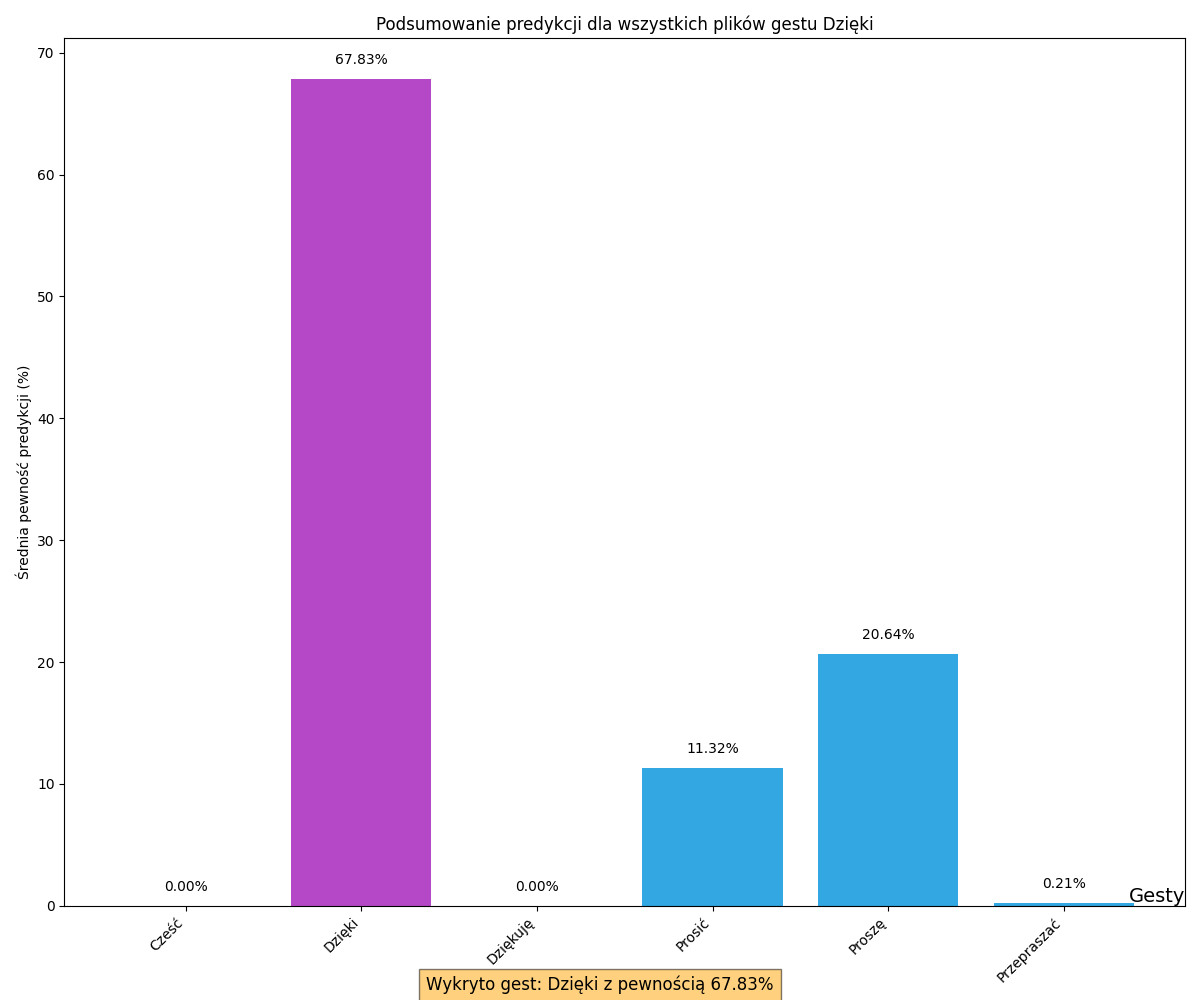 Podsumowanie predykcji dla wszystkich plików gestu Dzięki
Średnia pewność predykcji (%)
70
60
50
40
30
20
10
0
0.00%
67.83%
0.00%
11.32%
20.64%
0.21%
Gesty
Cześć
Dzięki
Dziękuję
Prosić
Proszę
Przepraszać
Wykryto gest: Dzięki z pewnością 67.83%